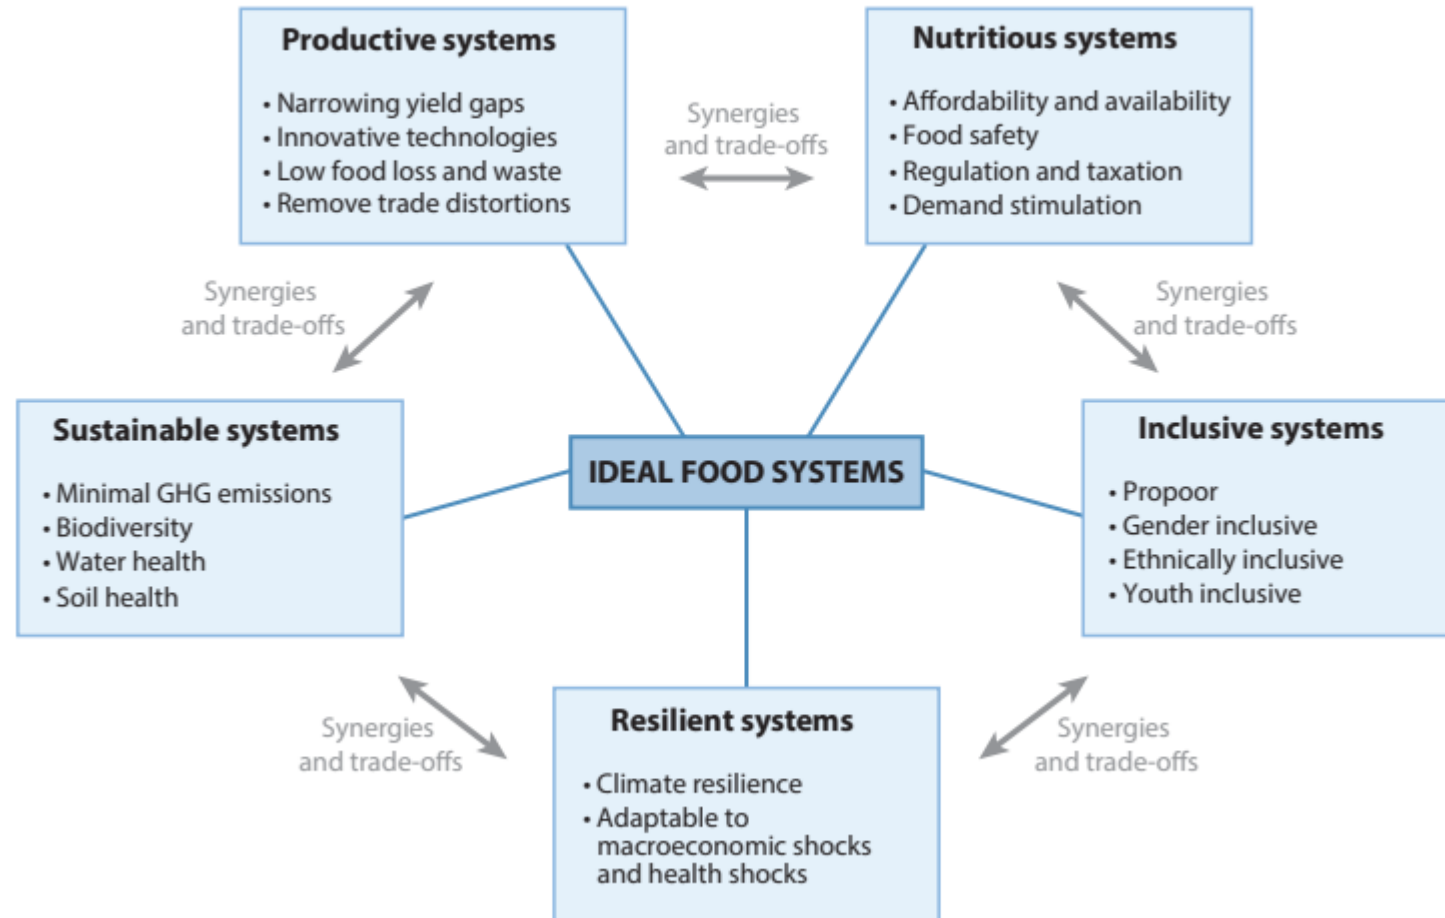 Productive systems
• Narrowing yield gaps
• Innovative technologies
• Low food loss and waste
• Remove trade distortions
Synergies
and trade-offs
Nutritious systems
• Affordability and availability
• Food safety
• Regulation and taxation
• Demand stimulation
Synergies
and trade-offs
Synergies
and trade-offs
Sustainable systems
• Minimal GHG emissions
• Biodiversity
• Water health
• Soil health
IDEAL FOOD SYSTEMS
Inclusive systems
• Propoor
• Gender inclusive
• Ethnically inclusive
• Youth inclusive
Synergies
and trade-offs
Resilient systems
• Climate resilience
• Adaptable to
macroeconomic shocks
and health shocks
Synergies
and trade-offs